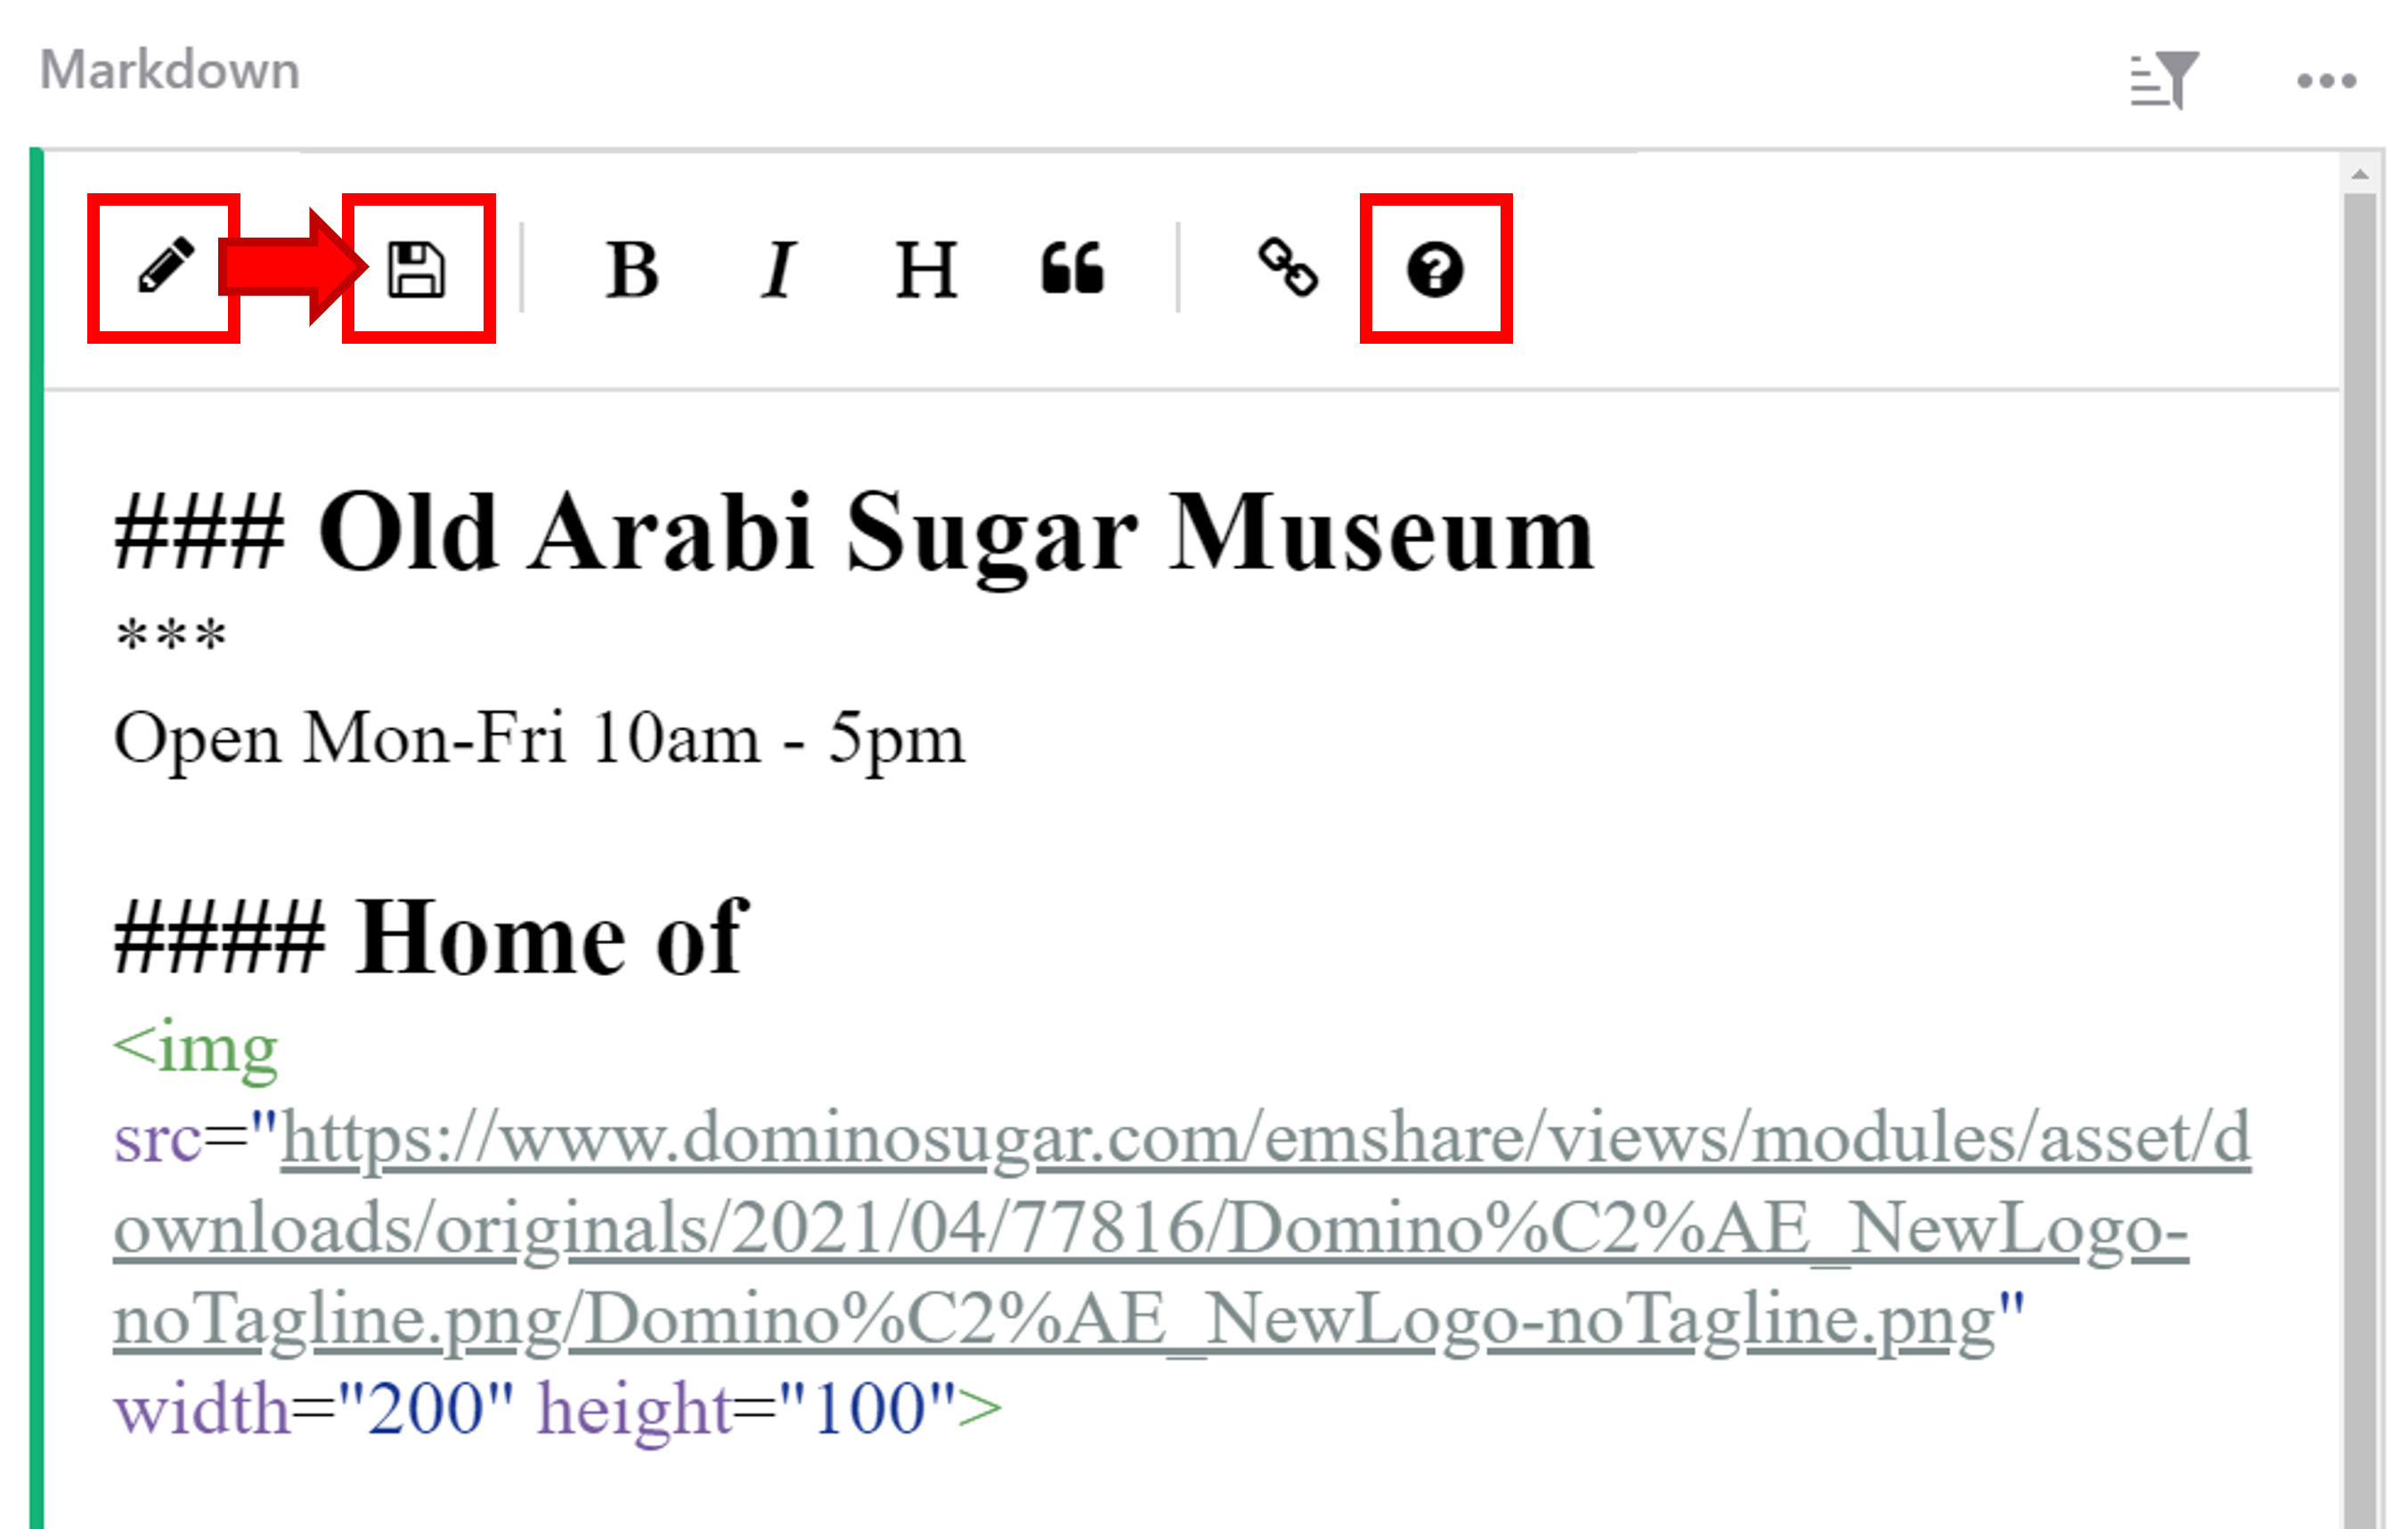 Markdown
B I H
### Old Arabi Sugar Museum
***
Open Mon-Fri 10am - 5pm
#### Home of
<img
src="https://www.dominosugar.com/emshare/views/modules/asset/d
ownloads/originals/2021/04/77816/Domino%C2%AE_NewLogo-
noTagline.png/Domino%C2%AE_NewLogo-noTagline.png"
width="200" height="100">